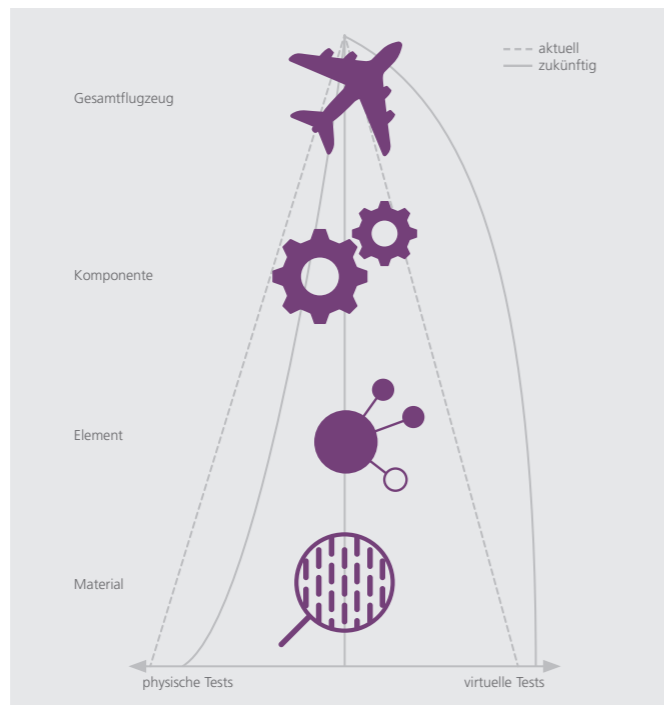 aktuell
zukünftig
Gesamtflugzeug
Komponente
Element
Material
physische Tests
virtuelle Tests